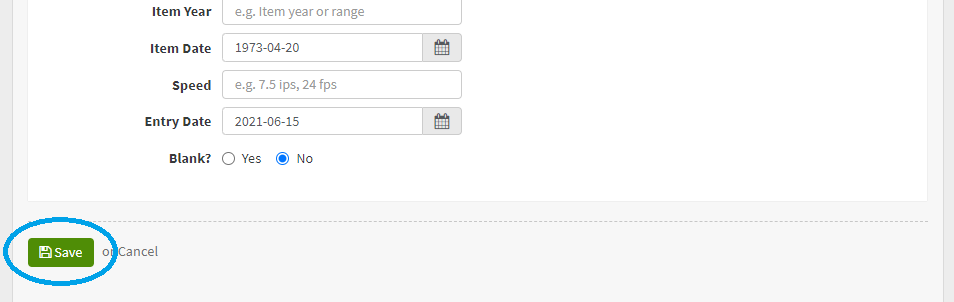 Item Year e.g. Item year or range
Item Date 1973-04-20
Speed e.g. 7.5 ips, 24 fps
Entry Date 2021-06-15
Blank? Yes No
Save or Cancel